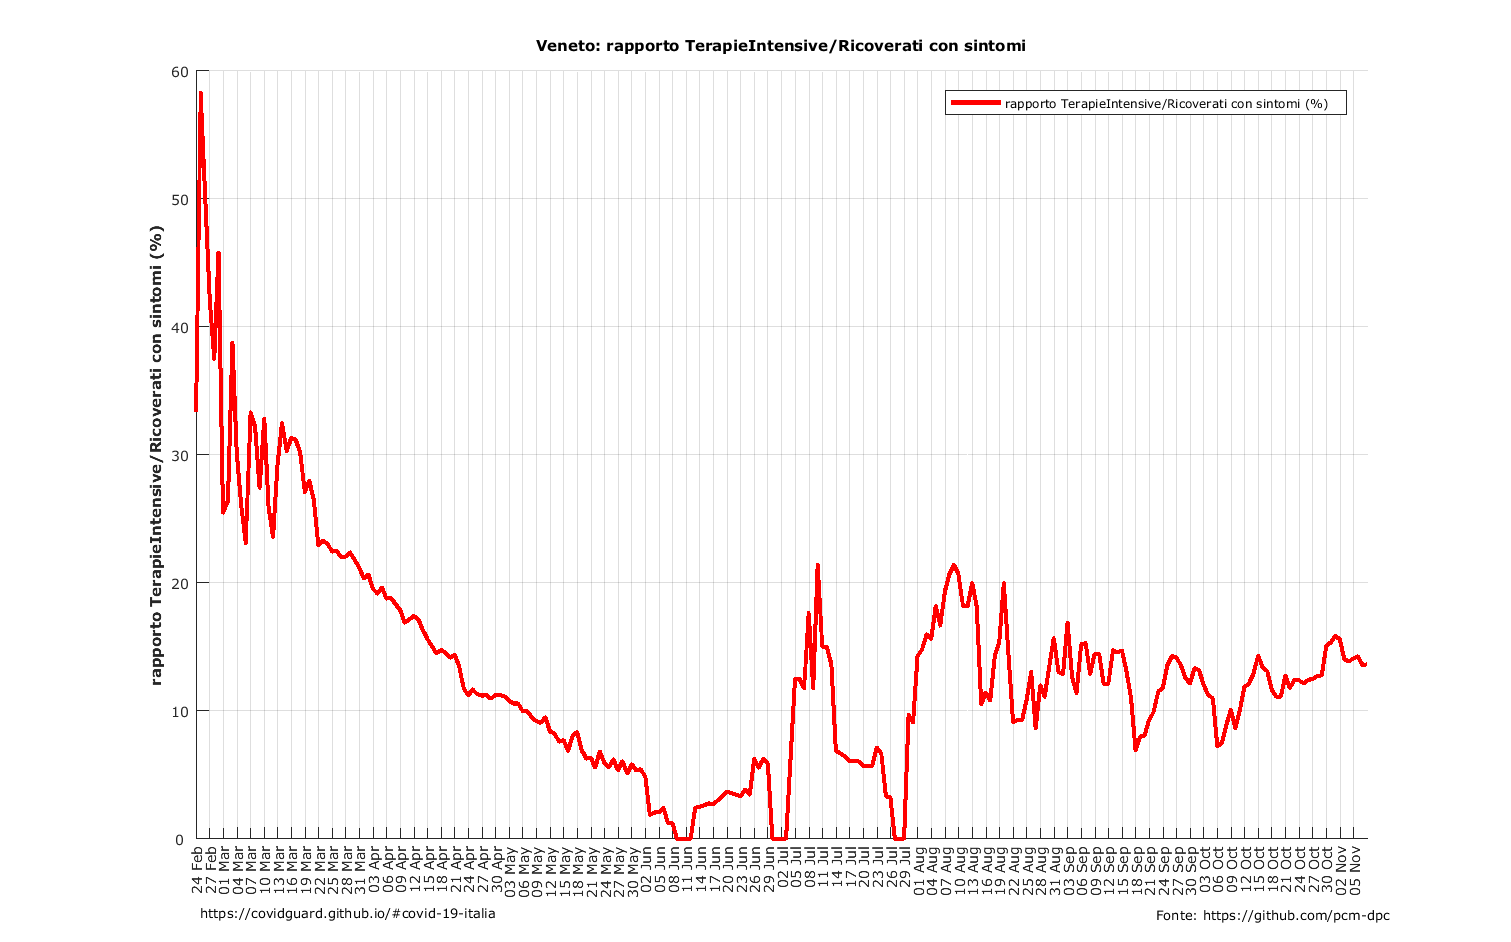 Veneto: rapporto TerapieIntensive/Ricoverati con sintomi
rapporto TerapieIntensive/Ricoverati con sintomi (%)
rapporto TerapieIntensive/Ricoverati con sintomi (%)
60
50
40
30
20
10
0
24 Feb
27 Feb
01 Mar
04 Mar
07 Mar
10 Mar
13 Mar
16 Mar
19 Mar
22 Mar
25 Mar
28 Mar
31 Mar
03 Apr
06 Apr
09 Apr
12 Apr
15 Apr
18 Apr
21 Apr
24 Apr
27 Apr
30 Apr
03 May
06 May
09 May
12 May
15 May
18 May
21 May
24 May
27 May
30 May
02 Jun
05 Jun
08 Jun
11 Jun
14 Jun
17 Jun
20 Jun
23 Jun
26 Jun
29 Jun
02 Jul
05 Jul
08 Jul
11 Jul
14 Jul
17 Jul
20 Jul
23 Jul
26 Jul
29 Jul
01 Aug
04 Aug
07 Aug
10 Aug
13 Aug
16 Aug
19 Aug
22 Aug
25 Aug
28 Aug
31 Aug
03 Sep
06 Sep
09 Sep
12 Sep
15 Sep
18 Sep
21 Sep
24 Sep
27 Sep
30 Sep
03 Oct
06 Oct
09 Oct
12 Oct
15 Oct
18 Oct
21 Oct
24 Oct
27 Oct
30 Oct
02 Nov
05 Nov
https://covidguard.github.io/#covid-19-italia
Fonte: https://github.com/pcm-dpc